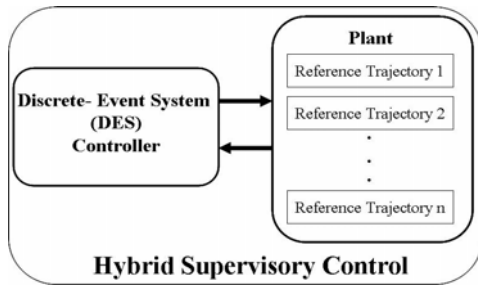 Discrete- Event System
(DES)
Controller
Plant
Reference Trajectory 1
Reference Trajectory 2
Reference Trajectory n
Hybrid Supervisory Control